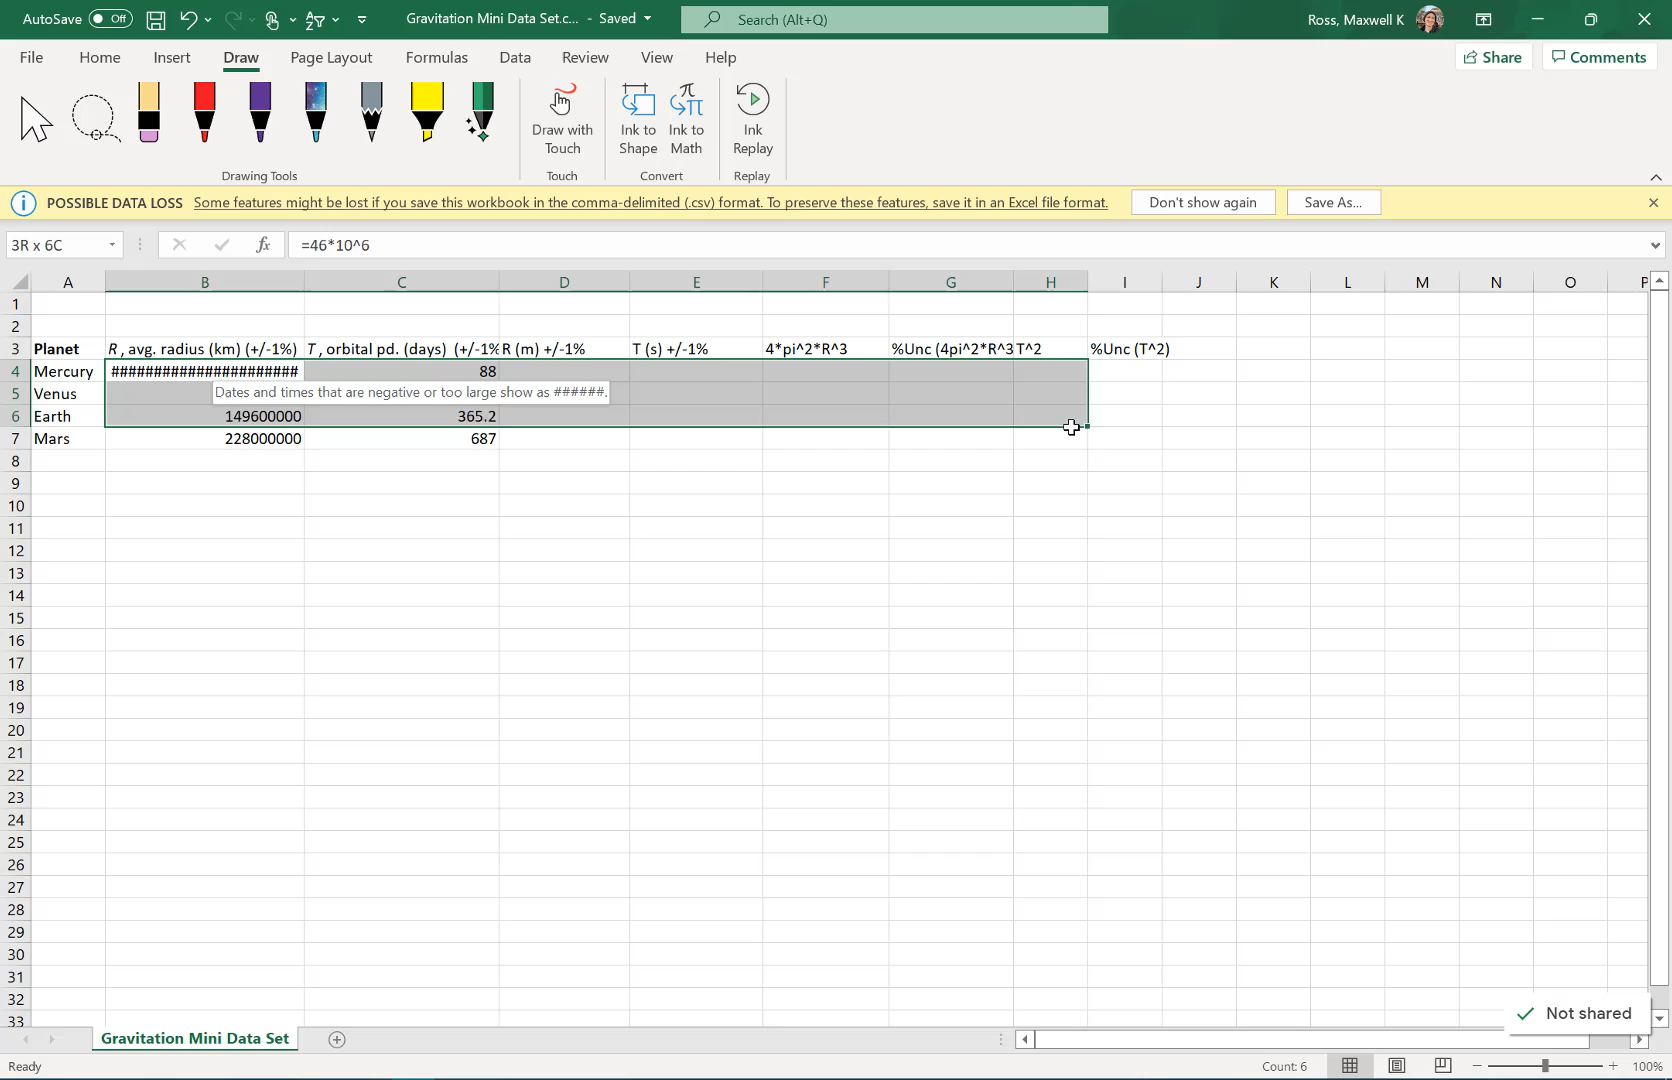 AutoSave Off Gravitation Mini Data Set.c... - Saved Search (Alt+Q) Ross, Maxwell K
File Home Insert Draw Page Layout Formulas Data Review View Help Share Comments
Draw with Touch
Ink to Shape
Ink to Math
Ink Replay
Drawing Tools Touch Convert Replay
POSSIBLE DATA LOSS Some features might be lost if you save this workbook in the comma-delimited (.csv) format. To preserve these features, save it in an Excel file format. Don't show again Save As...
3R x 6C fx =46*10^6
A B C D E F G H I J K L M N O P
1
2
3 Planet R, avg. radius (km) (+/-1%) T, orbital pd. (days) (+/-1% R (m) +/-1% T (s) +/-1% 4*pi^2*R^3 %Unc (4pi^2*R^3 T^2 %Unc (T^2)
4 Mercury ###################### 88
5 Venus
Dates and times that are negative or too large show as ######.
6 Earth 149600000 365.2
7 Mars 228000000 687
8
9
10
11
12
13
14
15
16
17
18
19
20
21
22
23
24
25
26
27
28
29
30
31
32
33
Not shared
Gravitation Mini Data Set
Ready Count: 6 100%